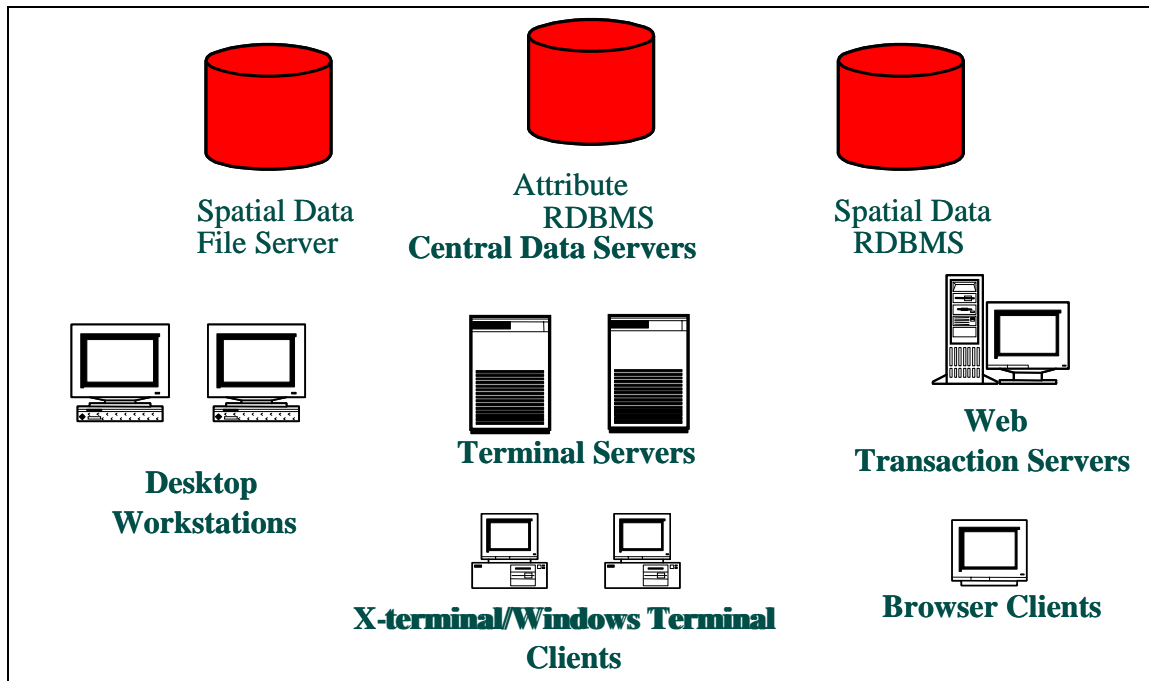 Spatial Data
File Server
Attribute
RDBMS
Central Data Servers
Spatial Data
RDBMS
Desktop
Workstations
Terminal Servers
Web
Transaction Servers
X-terminal/Windows Terminal
Clients
Browser Clients